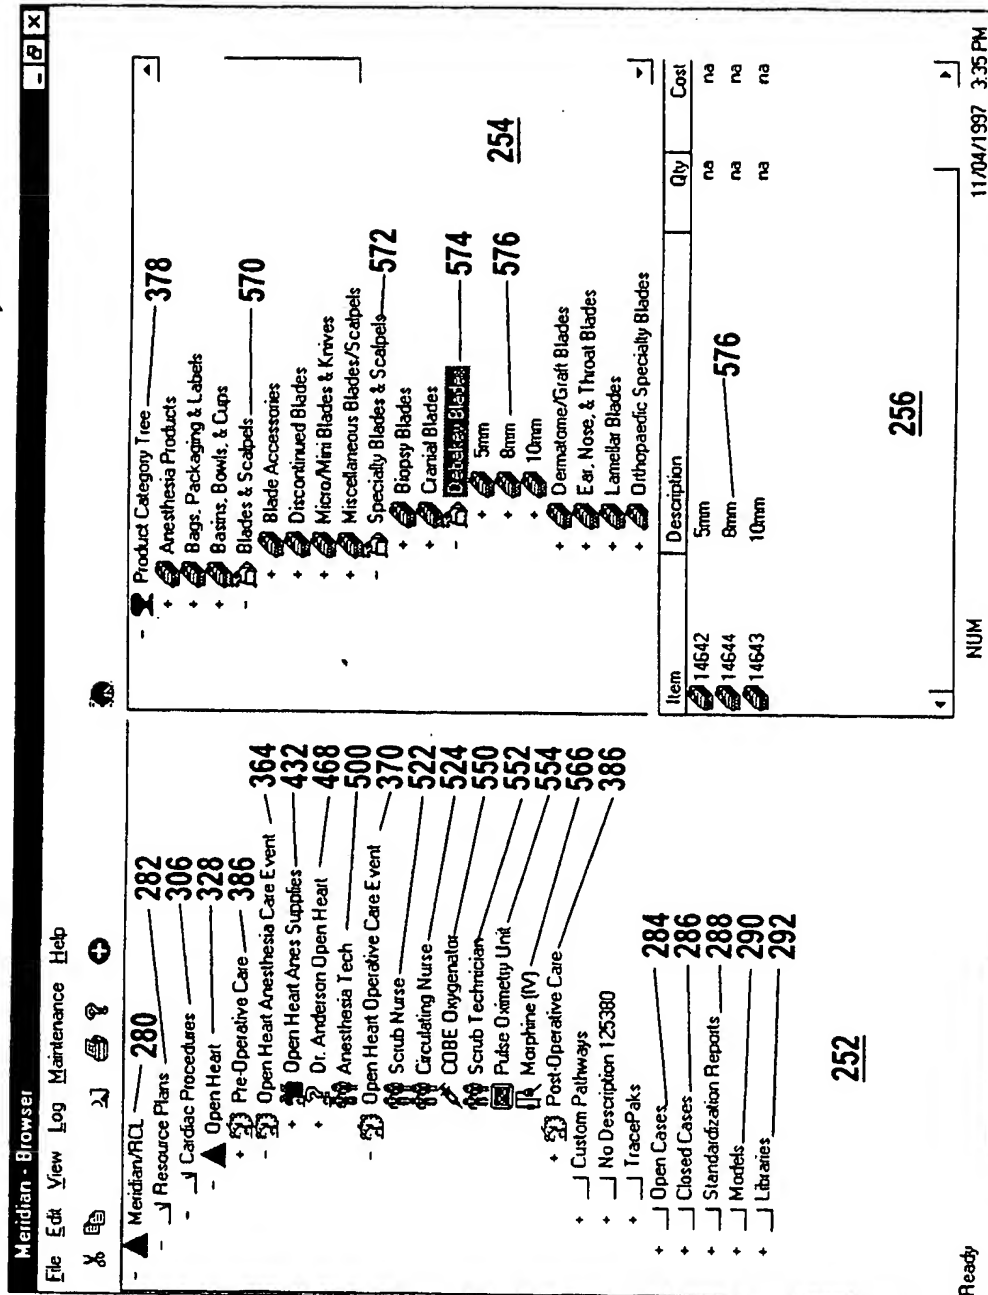 Meridian - Browser
File Edit View Log Maintenance Help
- Meridian/RCL 280
- Resource Plans 282
- Cardiac Procedures 306
- Open Heart 328
+ Pre-Operative Care 386
- Open Heart Anesthesia Care Event 364
+ Open Heart Anes Supplies 432
+ Dr. Anderson Open Heart 468
Anesthesia Tech 500
- Open Heart Operative Care Event 370
Scrub Nurse 522
Circulating Nurse 524
COBE Oxygenator 550
Scrub Technician 552
Pulse Oximetry Unit 554
Morphine (IV) 566
+ Post-Operative Care 386
+ Custom Pathways
+ No Description 125380
+ TracePaks
+ Open Cases 284
+ Closed Cases 286
+ Standardization Reports 288
+ Models 290
+ Libraries 292
252
- Product Category Tree 378
+ Anesthesia Products
+ Bags, Packaging & Labels
+ Basins, Bowls, & Cups
- Blades & Scalpels 570
+ Blade Accessories
+ Discontinued Blades
+ Micro/Mini Blades & Knives
+ Miscellaneous Blades/Scalpels
- Specialty Blades & Scalpels 572
+ Biopsy Blades
+ Cranial Blades
- Debakey Blades 574
+ 5mm
+ 8mm 576
+ 10mm
+ Dermatome/Graft Blades
+ Ear, Nose, & Throat Blades
+ Lamellar Blades
+ Orthopaedic Specialty Blades
254
Item Description Qty Cost
14642 5mm na na
14644 8mm 576 na na
14643 10mm na na
256
Ready NUM 11/04/1997 3:35 PM